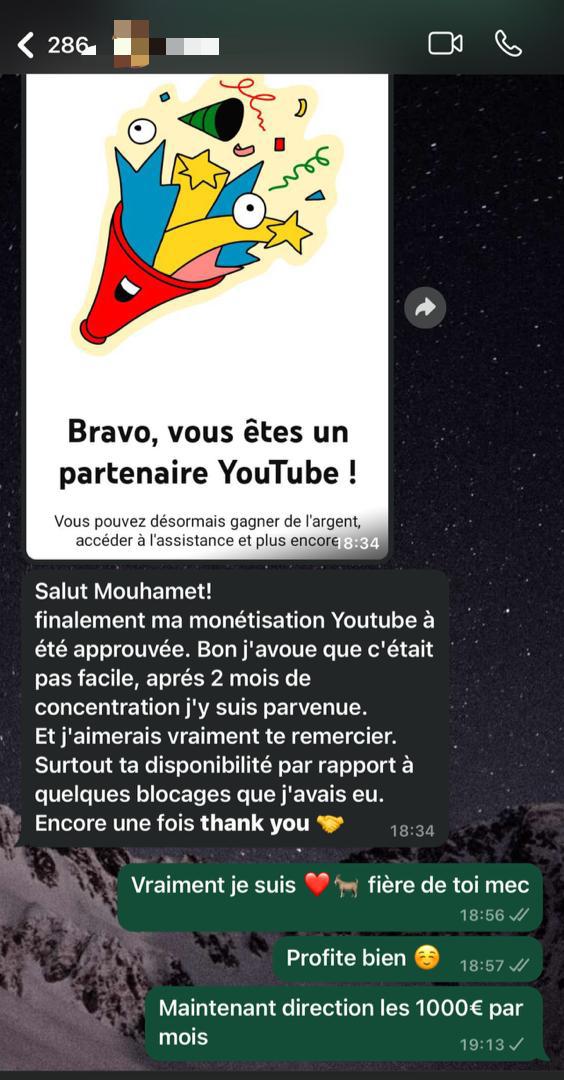 286
Bravo, vous êtes un
partenaire YouTube !
Vous pouvez désormais gagner de l'argent,
accéder à l'assistance et plus encore
18:34
Salut Mouhamet!
finalement ma monétisation Youtube à
été approuvée. Bon j'avoue que c'était
pas facile, aprés 2 mois de
concentration j'y suis parvenue.
Et j'aimerais vraiment te remercier.
Surtout ta disponibilité par rapport à
quelques blocages que j'avais eu.
Encore une fois thank you 🤝
18:34
Vraiment je suis ❤️🐐 fière de toi mec
18:56
Profite bien ☺️
18:57
Maintenant direction les 1000€ par
mois
19:13